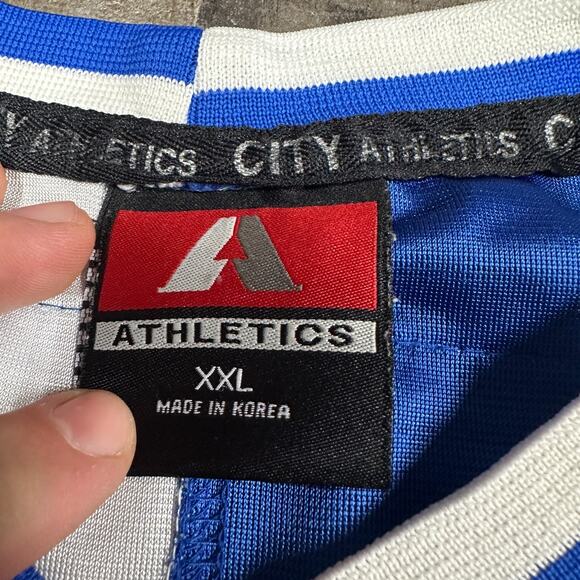 Y ATHLETICS CITY ATHLETICS C
ATHLETICS
XXL
MADE IN KOREA